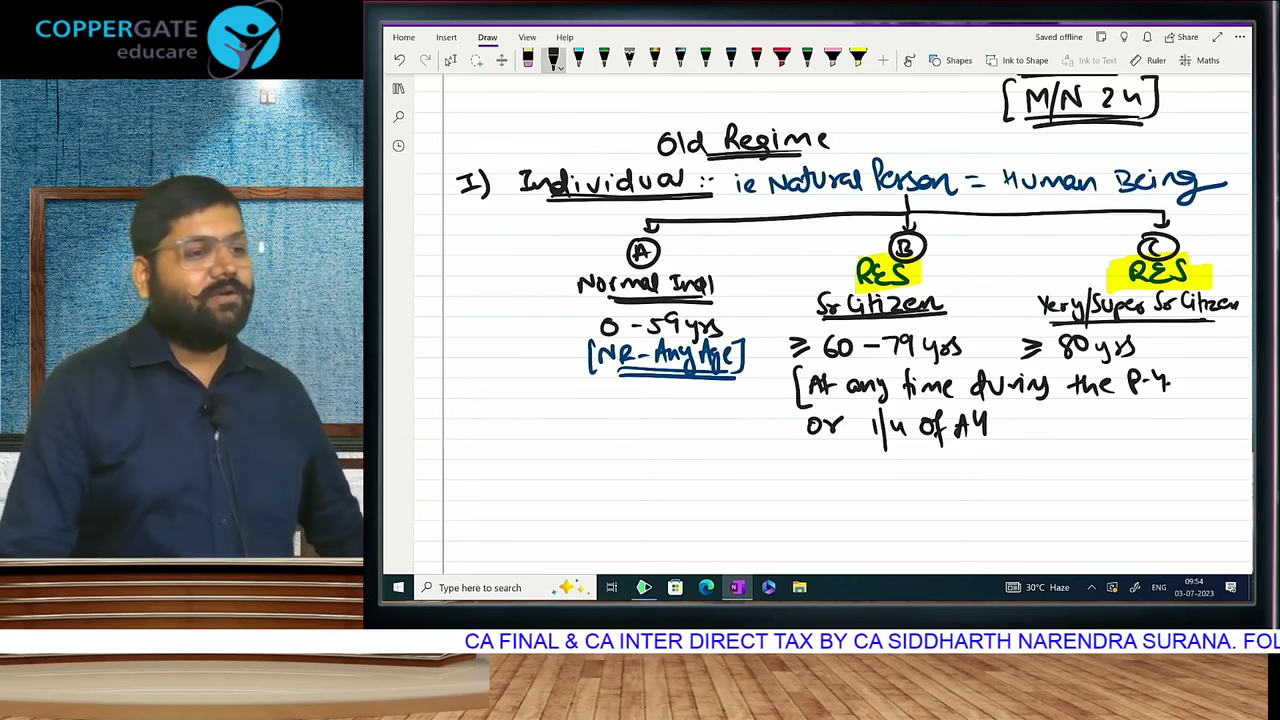 COPPERGATE
educare
Home Insert Draw View Help
Saved offline Share
Shapes Ink to Shape Ink to Text Ruler Maths
[M/N 24]
Old Regime
I) Individual :- ie Natural Person = Human Being
A B C
Normal Indl RES RES
Sr Citizen Very/Super Sr Citizen
0 - 59 yrs ≥ 60 - 79 yrs ≥ 80 yrs
[NR - Any Age]
[At any time during the P.Y.
or 1/4 of AY
Type here to search 30°C Haze ENG 09:54
03-07-2023
CA FINAL & CA INTER DIRECT TAX BY CA SIDDHARTH NARENDRA SURANA. FOL